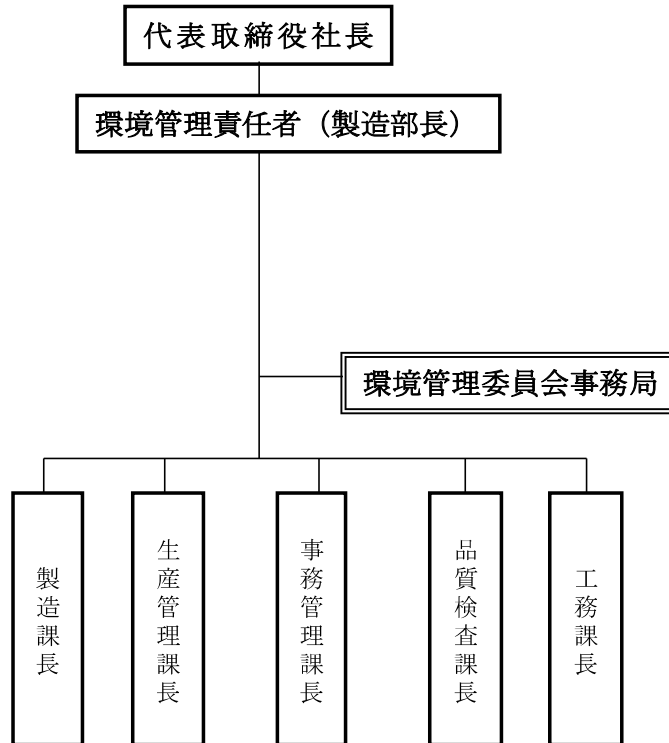 代表取締役社長
環境管理責任者（製造部長）
環境管理委員会事務局
製造課長
生産管理課長
事務管理課長
品質検査課長
工務課長